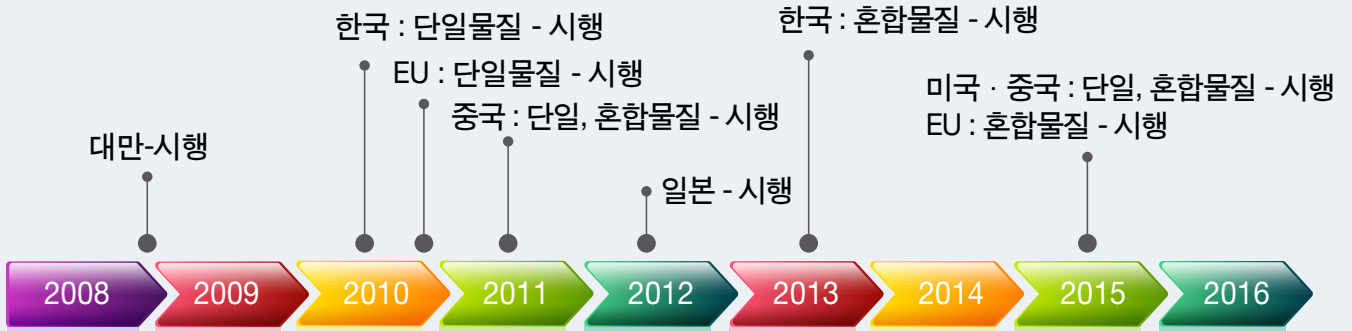 한국 : 단일물질 - 시행
한국 : 혼합물질 - 시행
EU : 단일물질 - 시행
미국 · 중국 : 단일, 혼합물질 - 시행
중국 : 단일, 혼합물질 - 시행
EU : 혼합물질 - 시행
대만-시행
일본 - 시행
2008
2009
2010
2011
2012
2013
2014
2015
2016